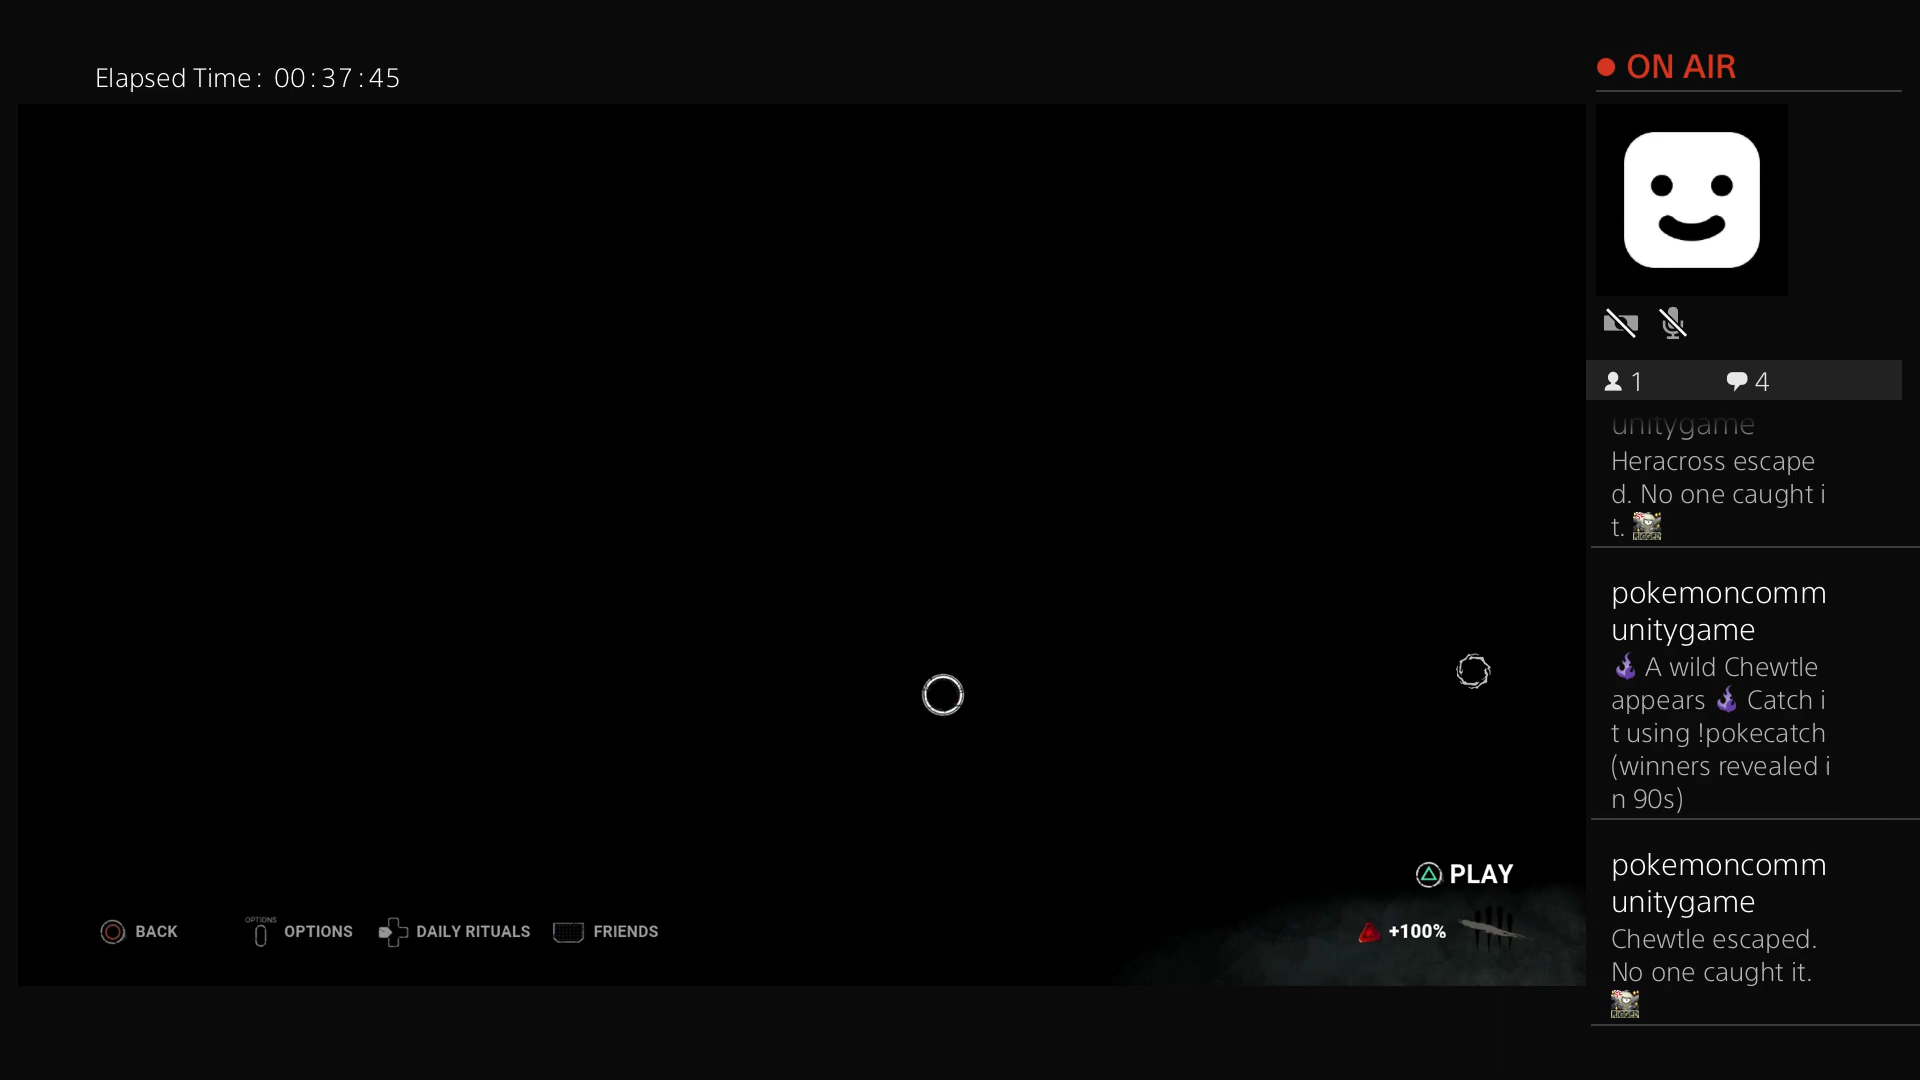 Elapsed Time: 00:37:45
ON AIR
1
4
unitygame
Heracross escape
d. No one caught i
t.
pokemoncomm
unitygame
A wild Chewtle
appears Catch i
t using !pokecatch
(winners revealed i
n 90s)
pokemoncomm
unitygame
Chewtle escaped.
No one caught it.
PLAY
BACK
OPTIONS
OPTIONS
DAILY RITUALS
FRIENDS
+100%